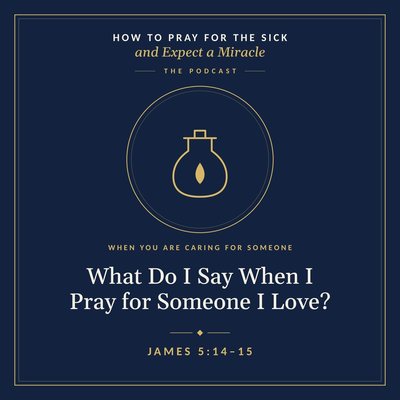 HOW TO PRAY FOR THE SICK
and Expect a Miracle
THE PODCAST
WHEN YOU ARE CARING FOR SOMEONE
What Do I Say When I
Pray for Someone I Love?
JAMES 5:14–15